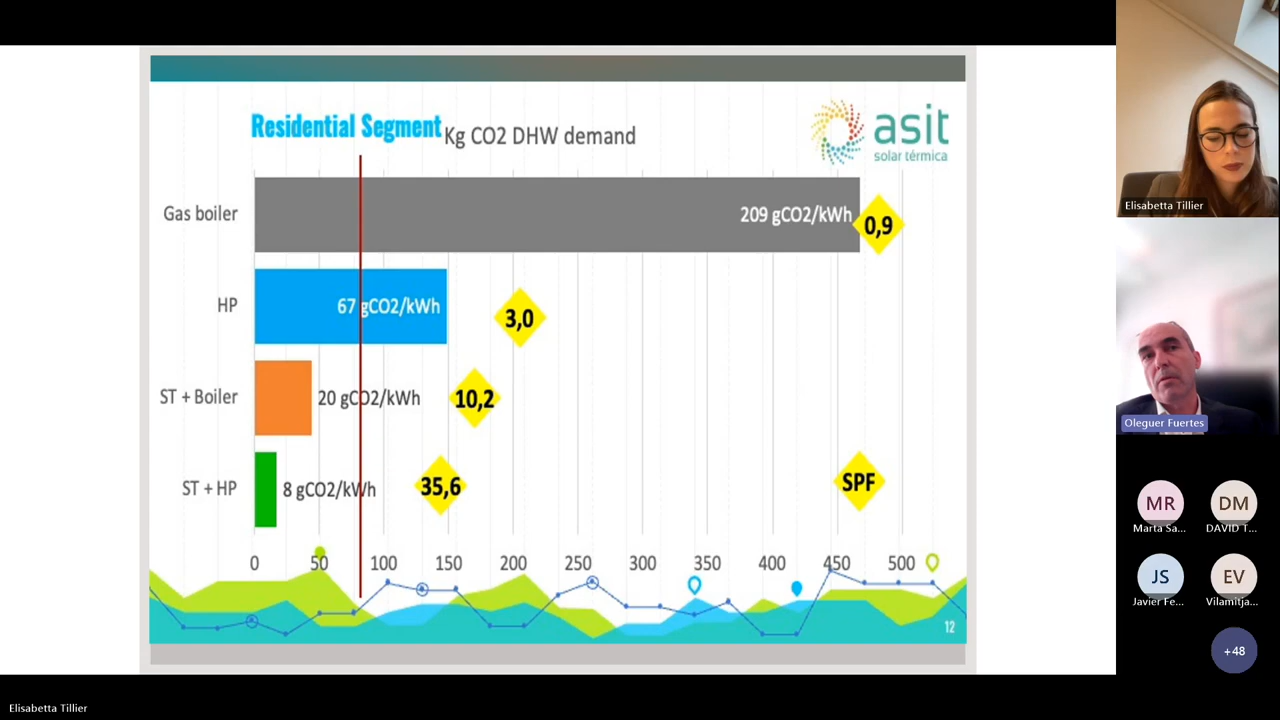 Residential Segment Kg CO2 DHW demand
asit
solar térmica
Gas boiler
209 gCO2/kWh
0,9
HP
67 gCO2/kWh
3,0
ST + Boiler
20 gCO2/kWh
10,2
ST + HP
8 gCO2/kWh
35,6
SPF
0 50 100 150 200 250 300 350 400 450 500
12
Elisabetta Tillier
Oleguer Fuertes
MR
Marta Sa...
DM
DAVID T...
JS
Javier Fe...
EV
Vilamitja...
+48
Elisabetta Tillier